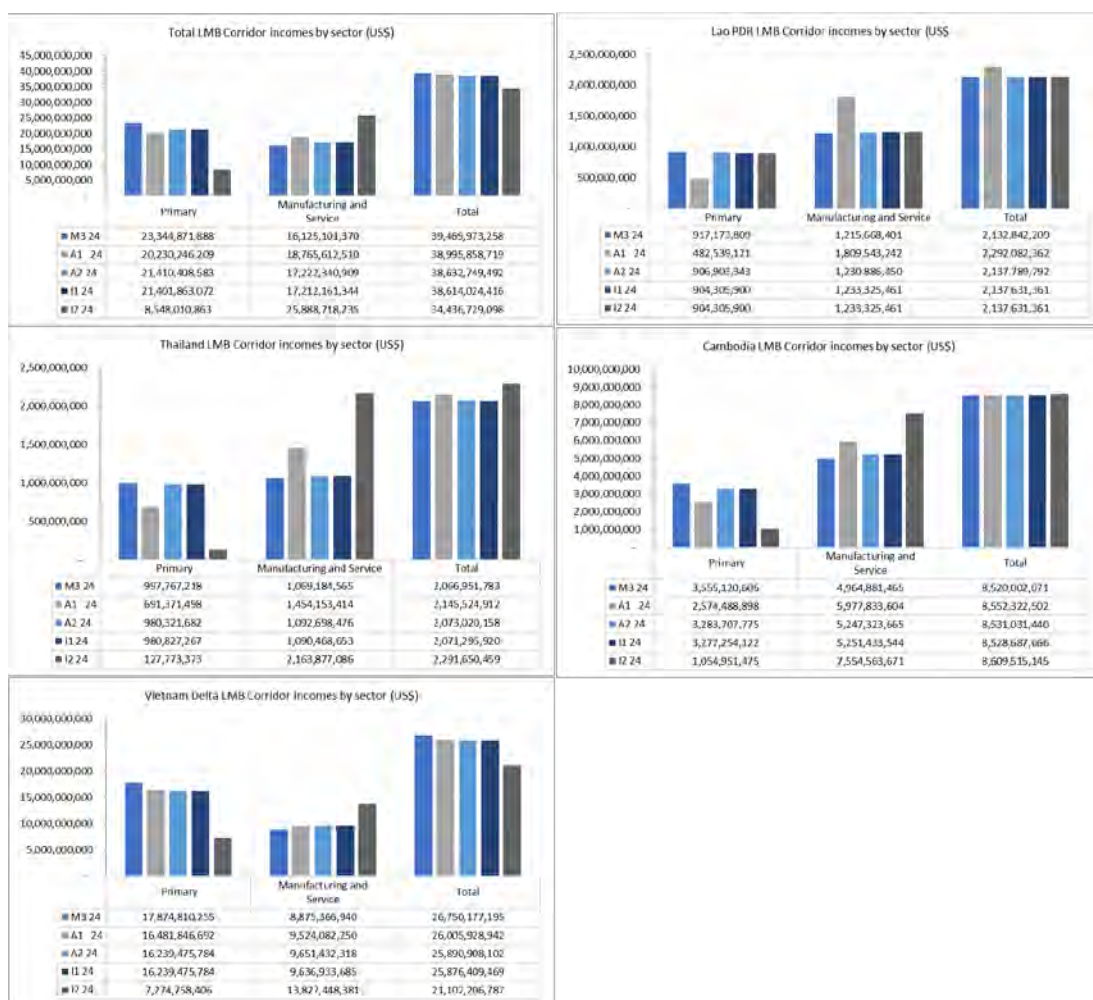 Total LMB Corridor incomes by sector (US$)
45,000,000,000
40,000,000,000
35,000,000,000
30,000,000,000
25,000,000,000
20,000,000,000
15,000,000,000
10,000,000,000
5,000,000,000
-
Primary Manufacturing and Service Total
M3 24 23,344,871,888 16,125,101,370 39,469,973,258
A1 24 20,230,246,209 18,765,612,510 38,995,858,719
A2 24 21,410,408,583 17,222,340,909 38,632,749,492
I1 24 21,401,863,072 17,212,161,344 38,614,024,416
I2 24 8,548,010,863 25,888,718,235 34,436,729,098
Lao PDR LMB Corridor incomes by sector (US$
2,500,000,000
2,000,000,000
1,500,000,000
1,000,000,000
500,000,000
-
Primary Manufacturing and Service Total
M3 24 917,173,809 1,215,668,401 2,132,842,209
A1 24 482,539,121 1,809,543,242 2,292,082,362
A2 24 906,903,343 1,230,886,450 2,137,789,792
I1 24 904,305,900 1,233,325,461 2,137,631,361
I2 24 904,305,900 1,233,325,461 2,137,631,361
Thailand LMB Corridor incomes by sector (US$)
2,500,000,000
2,000,000,000
1,500,000,000
1,000,000,000
500,000,000
-
Primary Manufacturing and Service Total
M3 24 997,767,218 1,069,184,565 2,066,951,783
A1 24 691,371,498 1,454,153,414 2,145,524,912
A2 24 980,321,682 1,092,698,476 2,073,020,158
I1 24 980,827,267 1,090,468,653 2,071,295,920
I2 24 127,773,373 2,163,877,086 2,291,650,459
Cambodia LMB Corridor incomes by sector (US$)
10,000,000,000
9,000,000,000
8,000,000,000
7,000,000,000
6,000,000,000
5,000,000,000
4,000,000,000
3,000,000,000
2,000,000,000
1,000,000,000
-
Primary Manufacturing and Service Total
M3 24 3,555,120,606 4,964,881,465 8,520,002,071
A1 24 2,574,488,898 5,977,833,604 8,552,322,502
A2 24 3,283,707,775 5,247,323,665 8,531,031,440
I1 24 3,277,254,122 5,251,433,544 8,528,687,666
I2 24 1,054,951,475 7,554,563,671 8,609,515,145
Vietnam Delta LMB Corridor incomes by sector (US$)
30,000,000,000
25,000,000,000
20,000,000,000
15,000,000,000
10,000,000,000
5,000,000,000
-
Primary Manufacturing and Service Total
M3 24 17,874,810,255 8,875,366,940 26,750,177,195
A1 24 16,481,846,692 9,524,082,250 26,005,928,942
A2 24 16,239,475,784 9,651,432,318 25,890,908,102
I1 24 16,239,475,784 9,636,933,685 25,876,409,469
I2 24 7,274,758,406 13,827,448,381 21,102,206,787